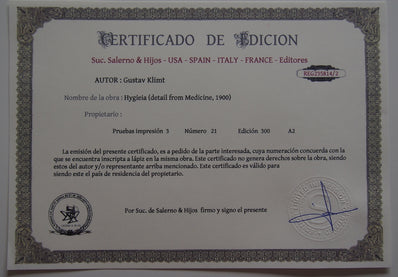 CERTIFICADO DE EDICION
Suc. Salerno & Hijos - USA - SPAIN - ITALY - FRANCE - Editores
REG255814/2
AUTOR : Gustav Klimt
Nombre de la obra : Hygieia (detail from Medicine, 1900)
Propietario :
Pruebas impresión 3 Número 21 Edición 300 A2
La emisión del presente certificado, es a pedido de la parte interesada, cuya numeración concuerda con la
que se encuentra inscripta a lápiz en la misma obra. Este certificado no genera derechos sobre la obra, siendo
estos del autor y/o representante arriba mencionado. Este certificado es válido para
siendo este el país de residencia del propietario.
Por Suc. de Salerno & Hijos firmo y signo el presente